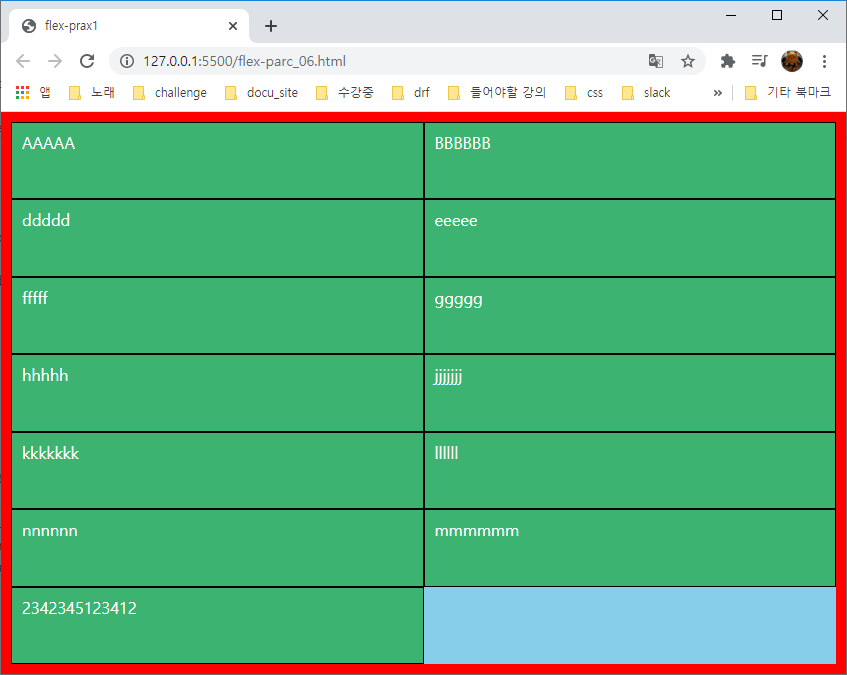 flex-prax1
127.0.0.1:5500/flex-parc_06.html
앱 노래 challenge docu_site 수강중 drf 들어야할 강의 css slack » 기타 북마크
AAAAA BBBBBB
ddddd eeeee
fffff ggggg
hhhhh jjjjjjj
kkkkkkk llllll
nnnnnn mmmmmm
2342345123412